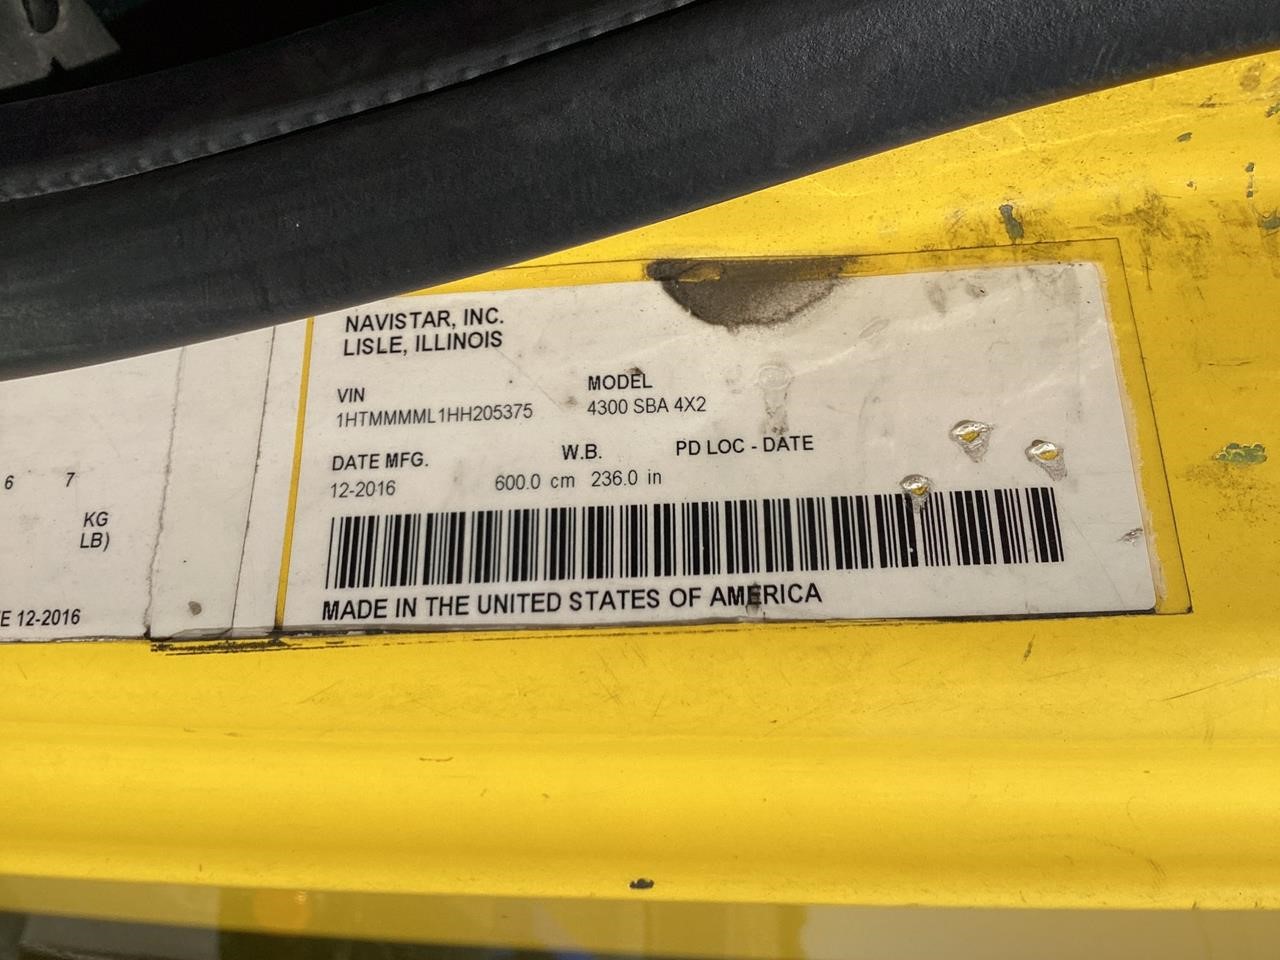 NAVISTAR, INC.
LISLE, ILLINOIS
VIN
MODEL
1HTMMMML1HH205375
4300 SBA 4X2
DATE MFG.
W.B.
PD LOC - DATE
12-2016
600.0 cm 236.0 in
MADE IN THE UNITED STATES OF AMERICA
6 7
KG
LB)
E 12-2016